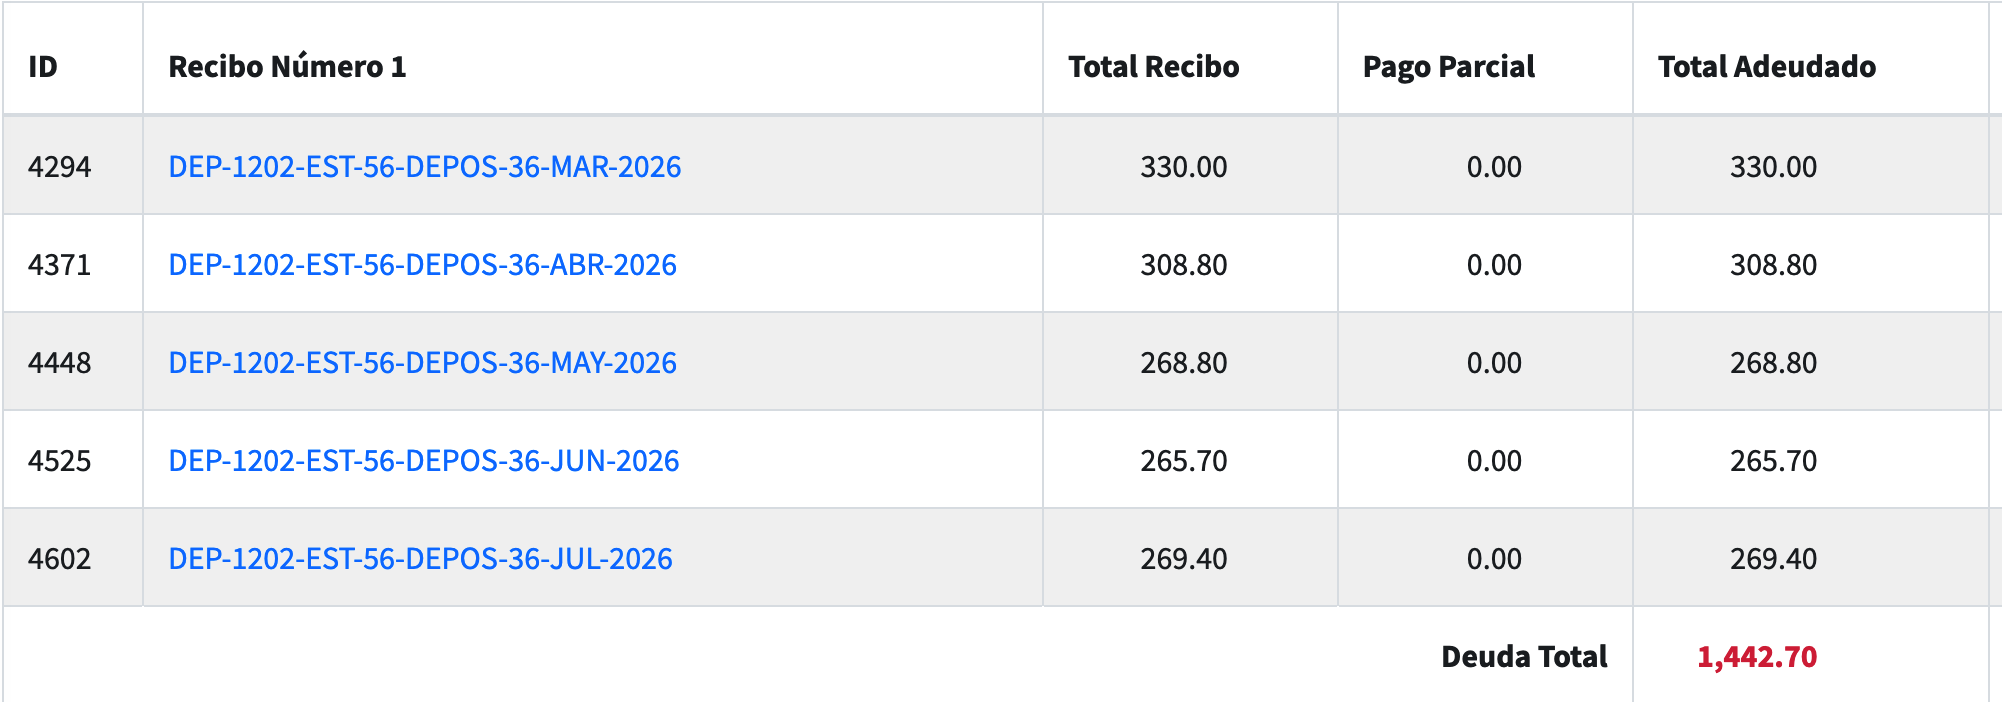 ID Recibo Número 1 Total Recibo Pago Parcial Total Adeudado
4294 DEP-1202-EST-56-DEPOS-36-MAR-2026 330.00 0.00 330.00
4371 DEP-1202-EST-56-DEPOS-36-ABR-2026 308.80 0.00 308.80
4448 DEP-1202-EST-56-DEPOS-36-MAY-2026 268.80 0.00 268.80
4525 DEP-1202-EST-56-DEPOS-36-JUN-2026 265.70 0.00 265.70
4602 DEP-1202-EST-56-DEPOS-36-JUL-2026 269.40 0.00 269.40
Deuda Total 1,442.70